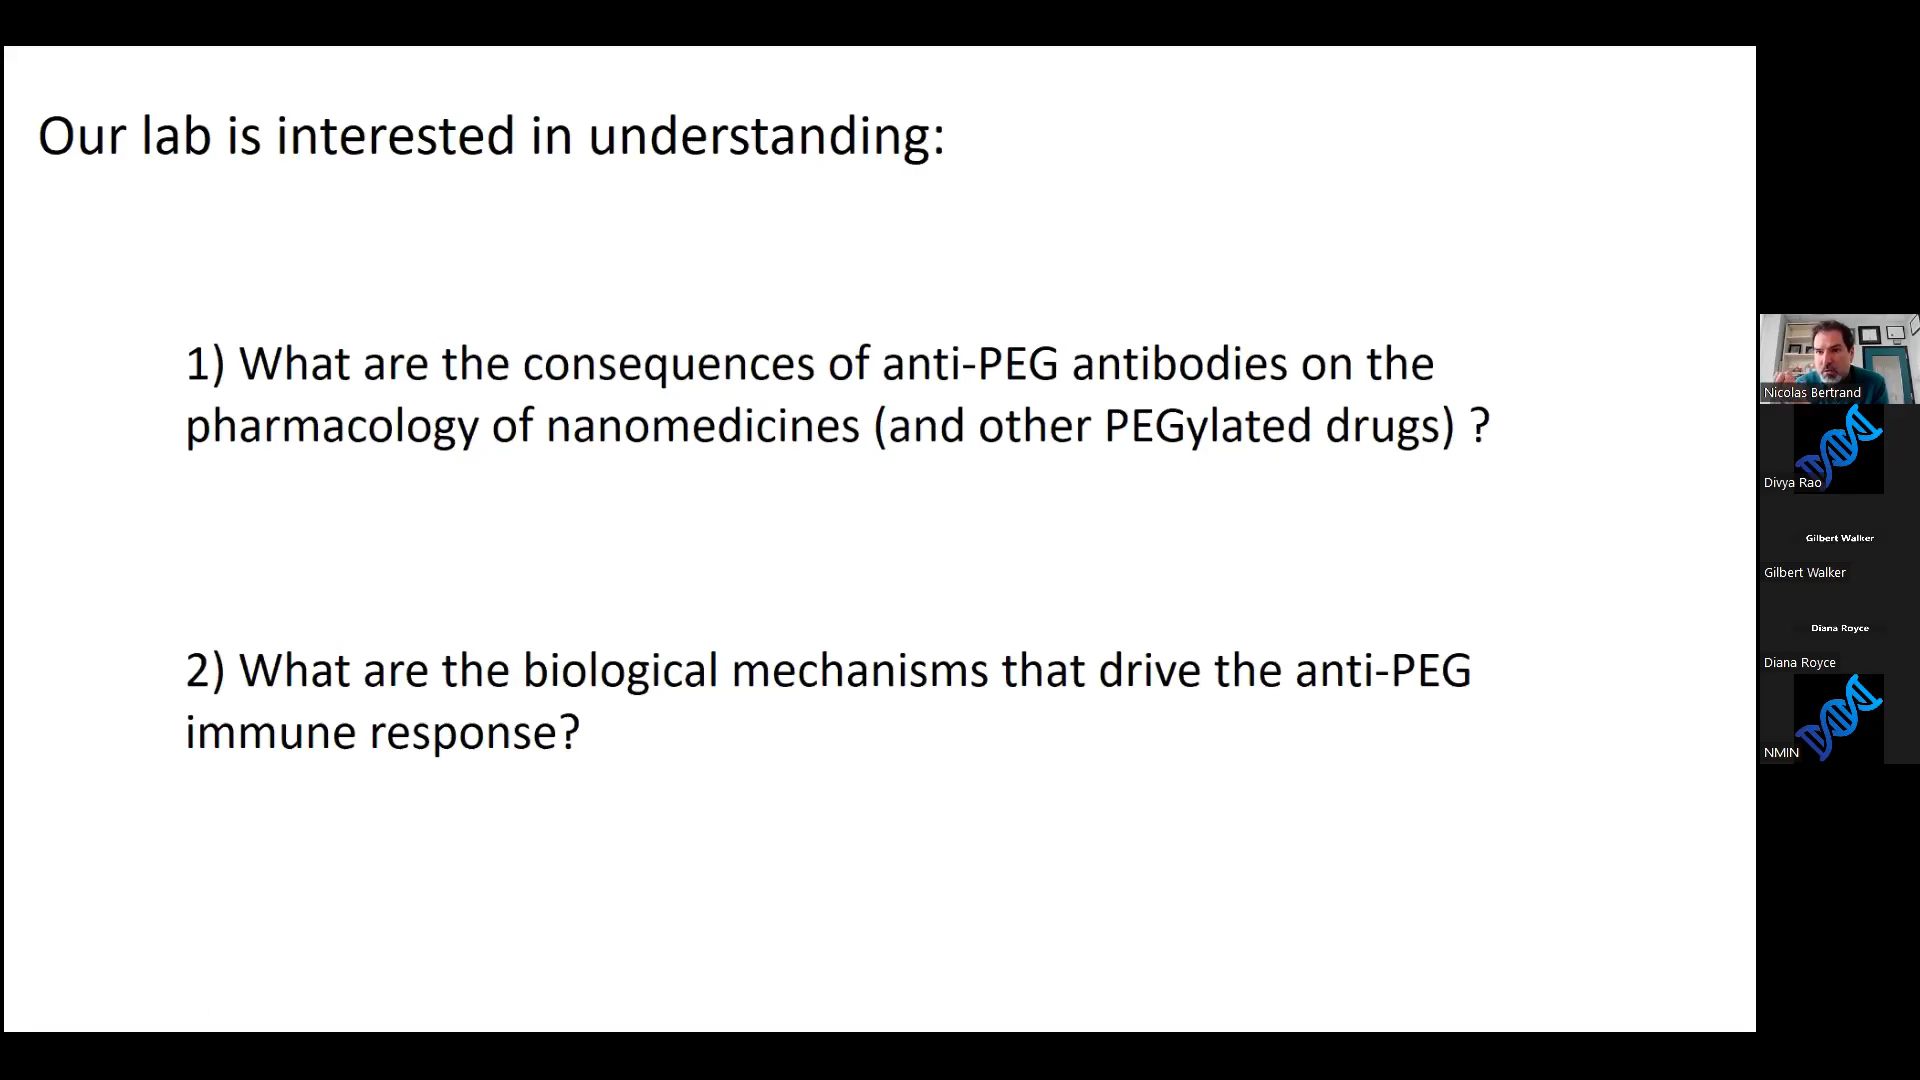 Our lab is interested in understanding:
1) What are the consequences of anti-PEG antibodies on the
pharmacology of nanomedicines (and other PEGylated drugs) ?
2) What are the biological mechanisms that drive the anti-PEG
immune response?
Nicolas Bertrand
Divya Rao
Gilbert Walker
Gilbert Walker
Diana Royce
Diana Royce
NMIN